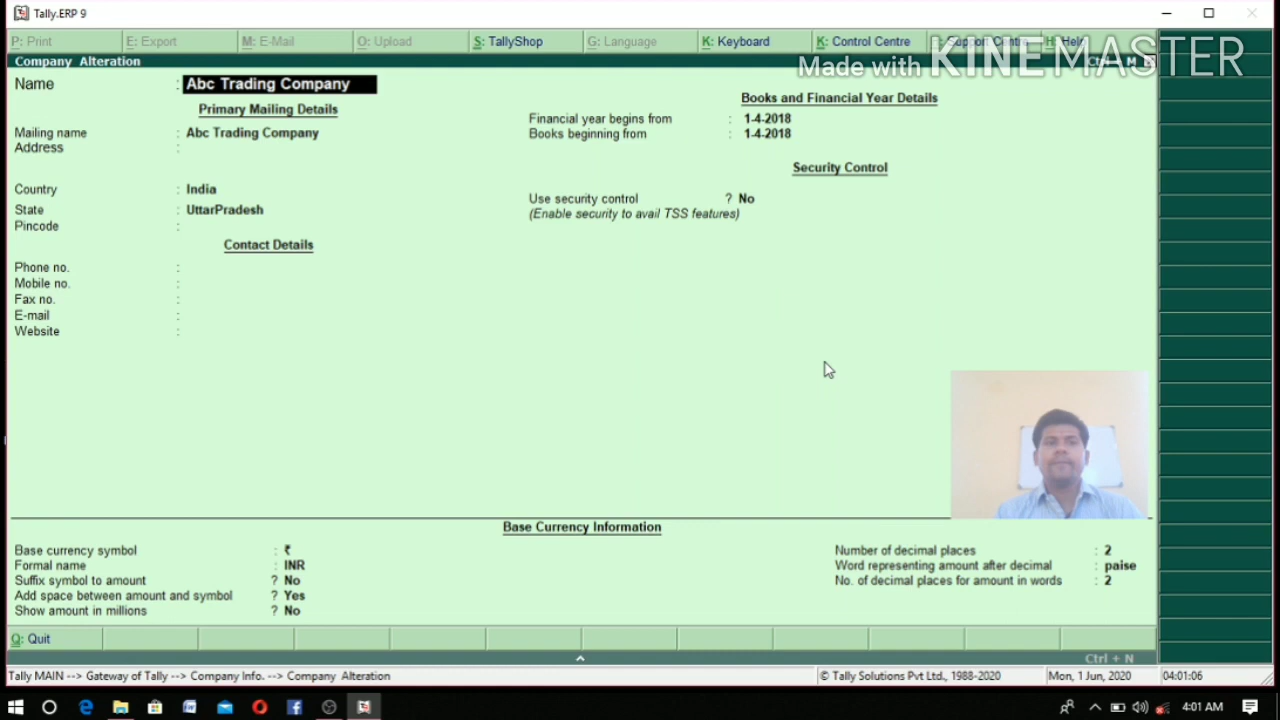 Tally.ERP 9
P: Print E: Export M: E-Mail O: Upload S: TallyShop G: Language K: Keyboard K: Control Centre Support Centre H: Help
Made with KINEMASTER
Company Alteration Ctrl + M
Name : Abc Trading Company
Primary Mailing Details
Mailing name : Abc Trading Company
Address :
Country : India
State : UttarPradesh
Pincode :
Contact Details
Phone no. :
Mobile no. :
Fax no. :
E-mail :
Website :
Books and Financial Year Details
Financial year begins from : 1-4-2018
Books beginning from : 1-4-2018
Security Control
Use security control ? No
(Enable security to avail TSS features)
Base Currency Information
Base currency symbol : ₹
Formal name : INR
Suffix symbol to amount ? No
Add space between amount and symbol ? Yes
Show amount in millions ? No
Number of decimal places : 2
Word representing amount after decimal : paise
No. of decimal places for amount in words : 2
Q: Quit
Ctrl + N
Tally MAIN --> Gateway of Tally --> Company Info. --> Company Alteration © Tally Solutions Pvt Ltd., 1988-2020 Mon, 1 Jun, 2020 04:01:06
4:01 AM